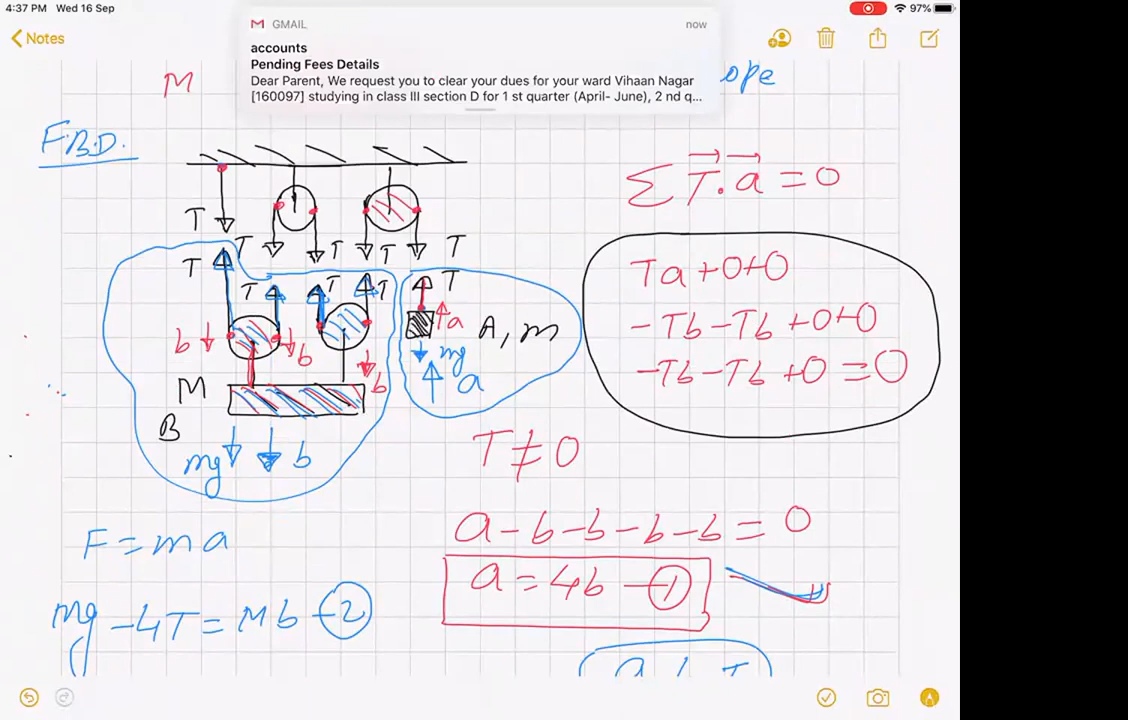 4:37 PM Wed 16 Sep
97%
GMAIL
now
accounts
Pending Fees Details
Dear Parent, We request you to clear your dues for your ward Vihaan Nagar
[160097] studying in class III section D for 1 st quarter (April- June), 2 nd q...
Notes
M
ope
F.B.D.
T T T T T
T T T T T
b b b
a
A, m
mg
a
M
B
mg b
∑ T⃗.a⃗ = 0
Ta +0+0
-Tb -Tb +0+0
-Tb -Tb +0 = 0
T ≠ 0
a - b - b - b - b = 0
a = 4b - ①
F = ma
mg - 4T = Mb - ②